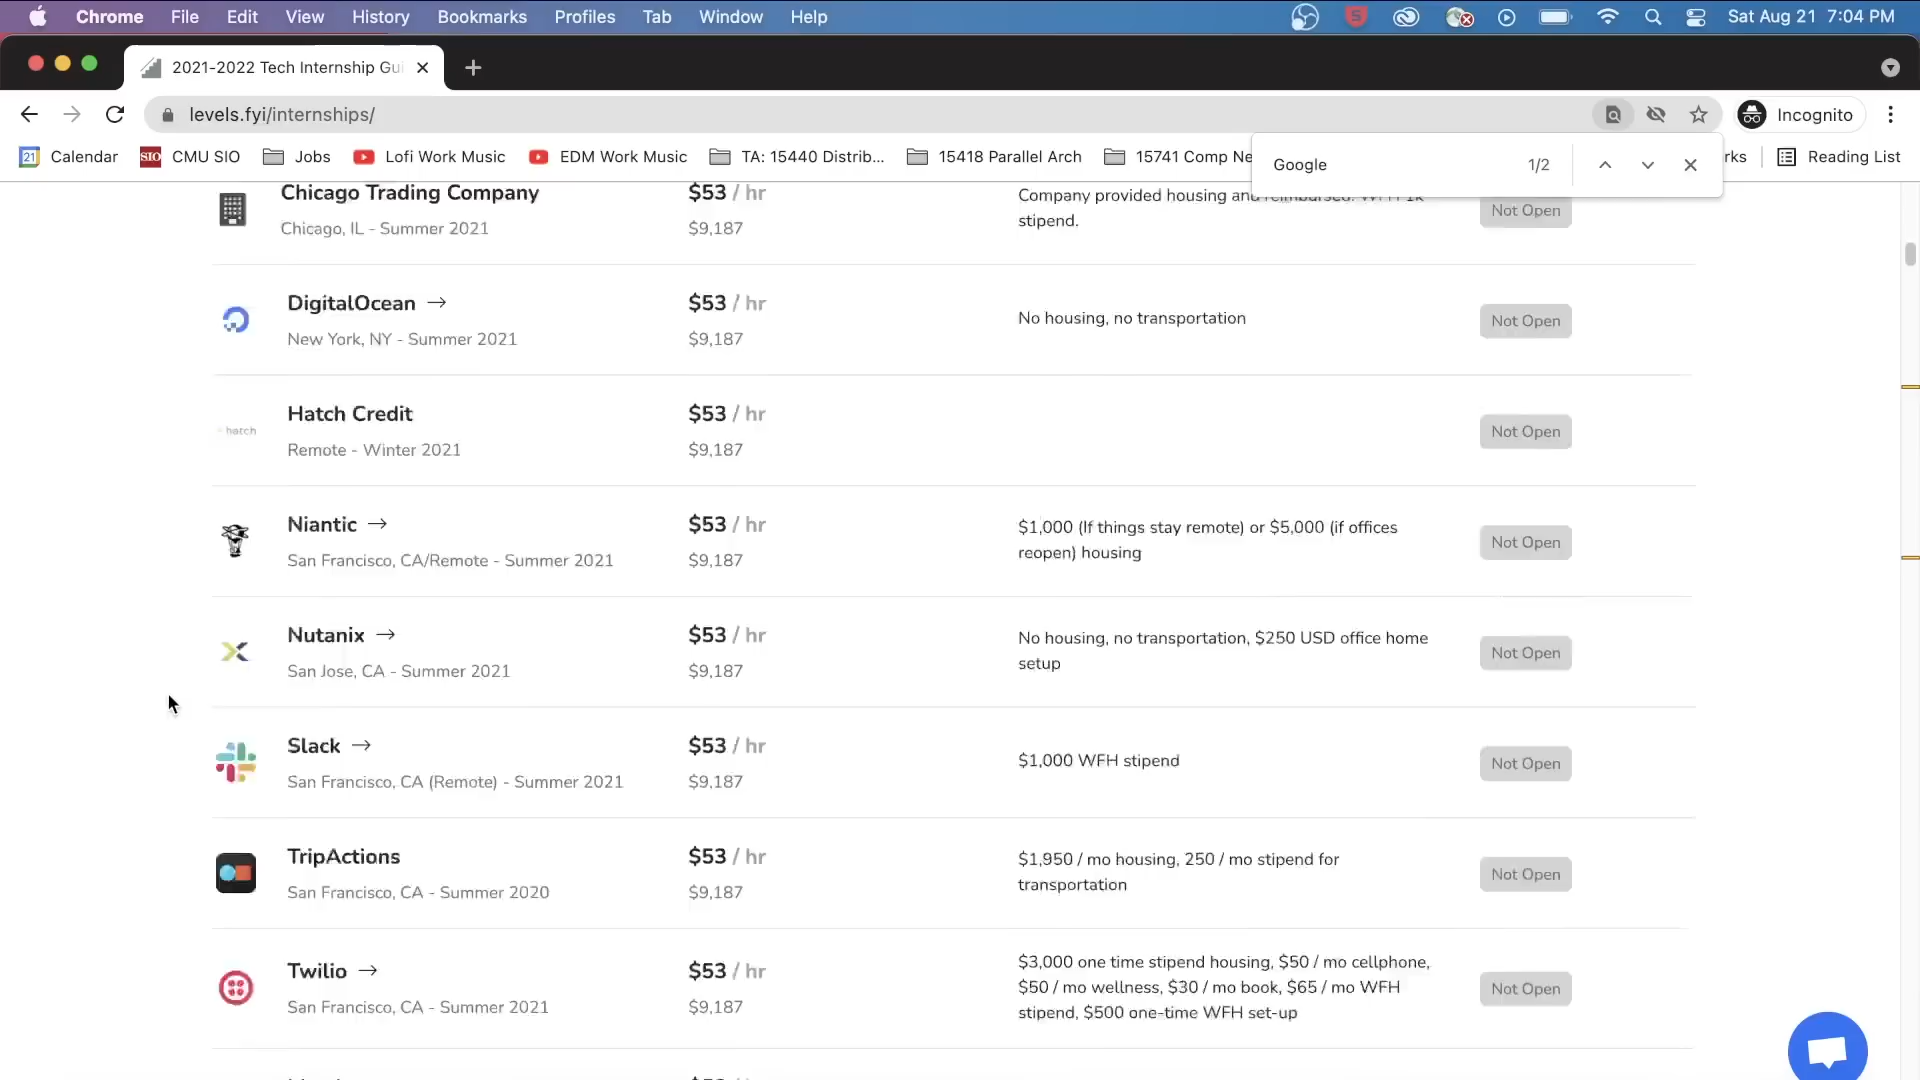 Chrome File Edit View History Bookmarks Profiles Tab Window Help Sat Aug 21 7:04 PM
2021-2022 Tech Internship Gui
levels.fyi/internships/ Incognito
21 Calendar SIO CMU SIO Jobs Lofi Work Music EDM Work Music TA: 15440 Distrib... 15418 Parallel Arch 15741 Comp Ne rks Reading List
Google 1/2
Chicago Trading Company $53 / hr Company provided housing and reimbursed. WFH 1k
Chicago, IL - Summer 2021 $9,187 stipend. Not Open
DigitalOcean → $53 / hr No housing, no transportation Not Open
New York, NY - Summer 2021 $9,187
Hatch Credit $53 / hr
hatch Not Open
Remote - Winter 2021 $9,187
Niantic → $53 / hr $1,000 (If things stay remote) or $5,000 (if offices
San Francisco, CA/Remote - Summer 2021 $9,187 reopen) housing Not Open
Nutanix → $53 / hr No housing, no transportation, $250 USD office home
San Jose, CA - Summer 2021 $9,187 setup Not Open
Slack → $53 / hr $1,000 WFH stipend Not Open
San Francisco, CA (Remote) - Summer 2021 $9,187
TripActions $53 / hr $1,950 / mo housing, 250 / mo stipend for
San Francisco, CA - Summer 2020 $9,187 transportation Not Open
Twilio → $53 / hr $3,000 one time stipend housing, $50 / mo cellphone,
$50 / mo wellness, $30 / mo book, $65 / mo WFH Not Open
San Francisco, CA - Summer 2021 $9,187 stipend, $500 one-time WFH set-up